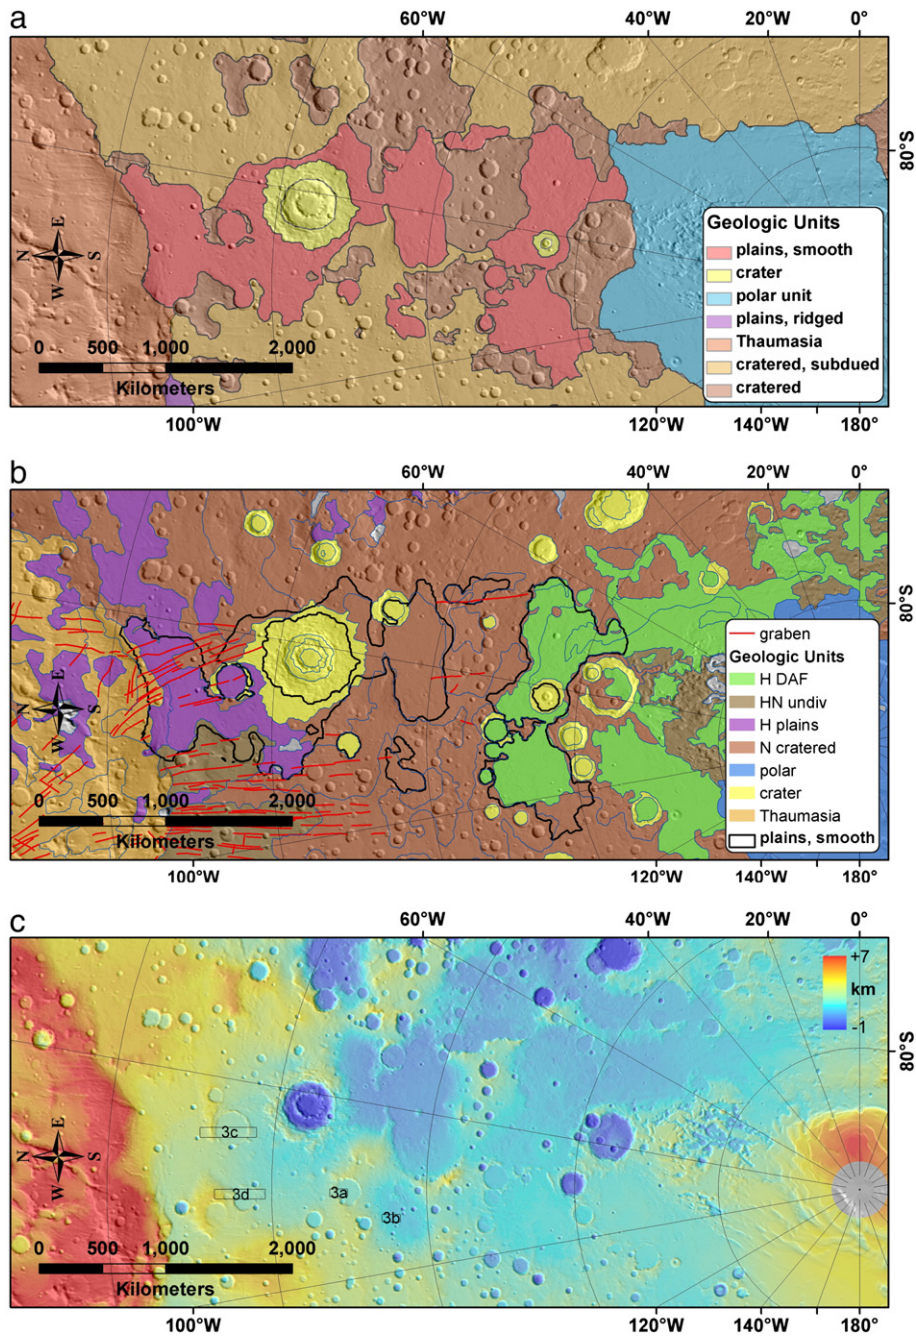 a
60°W 40°W 20°W 0°
80°S
N E S W
Geologic Units
plains, smooth
crater
polar unit
plains, ridged
Thaumasia
cratered, subdued
cratered
0 500 1,000 2,000
Kilometers
100°W 120°W 140°W 180°
b
60°W 40°W 20°W 0°
80°S
N E S W
graben
Geologic Units
H DAF
HN undiv
H plains
N cratered
polar
crater
Thaumasia
plains, smooth
0 500 1,000 2,000
Kilometers
100°W 120°W 140°W 180°
c
60°W 40°W 20°W 0°
+7
km
-1
80°S
N E S W
3c
3d
3a
3b
0 500 1,000 2,000
Kilometers
100°W 120°W 140°W 180°